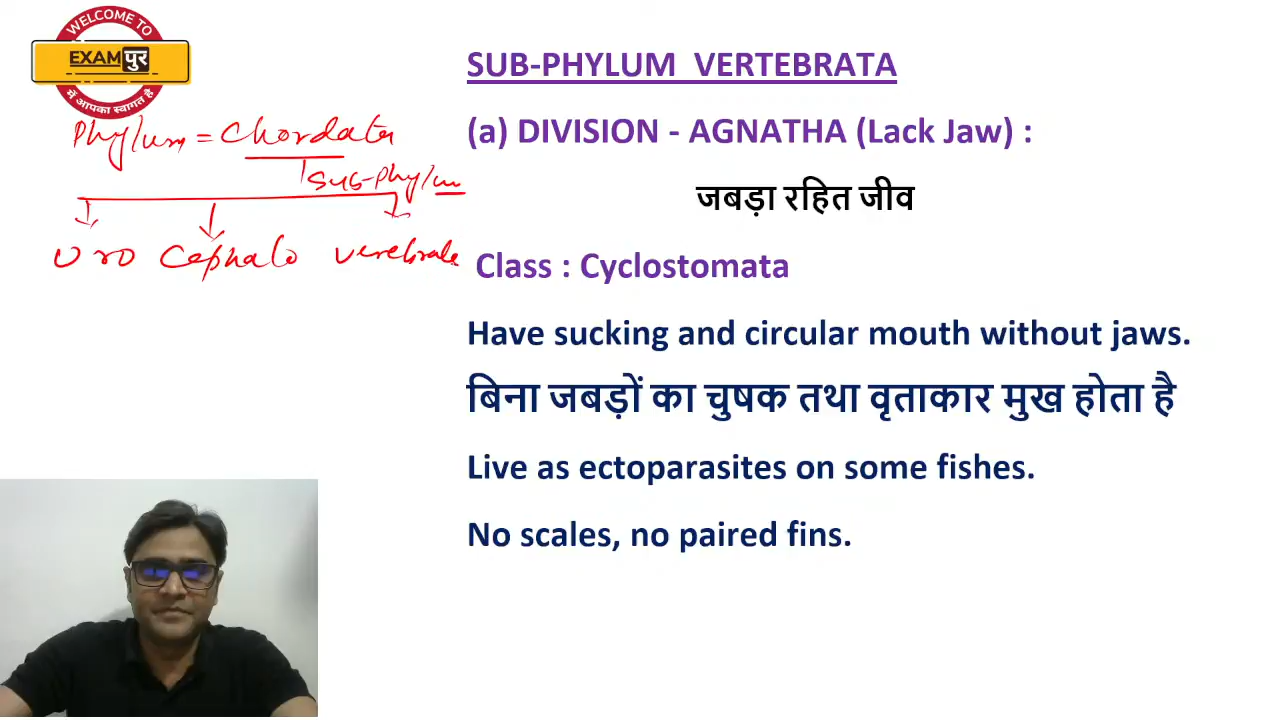 WELCOME TO
EXAMपुर
में आपका स्वागत है
Phylum = Chordata
Sub-Phylum
Uro Cephalo vertebrate
SUB-PHYLUM VERTEBRATA
(a) DIVISION - AGNATHA (Lack Jaw) :
जबड़ा रहित जीव
Class : Cyclostomata
Have sucking and circular mouth without jaws.
बिना जबड़ों का चुषक तथा वृताकार मुख होता है
Live as ectoparasites on some fishes.
No scales, no paired fins.